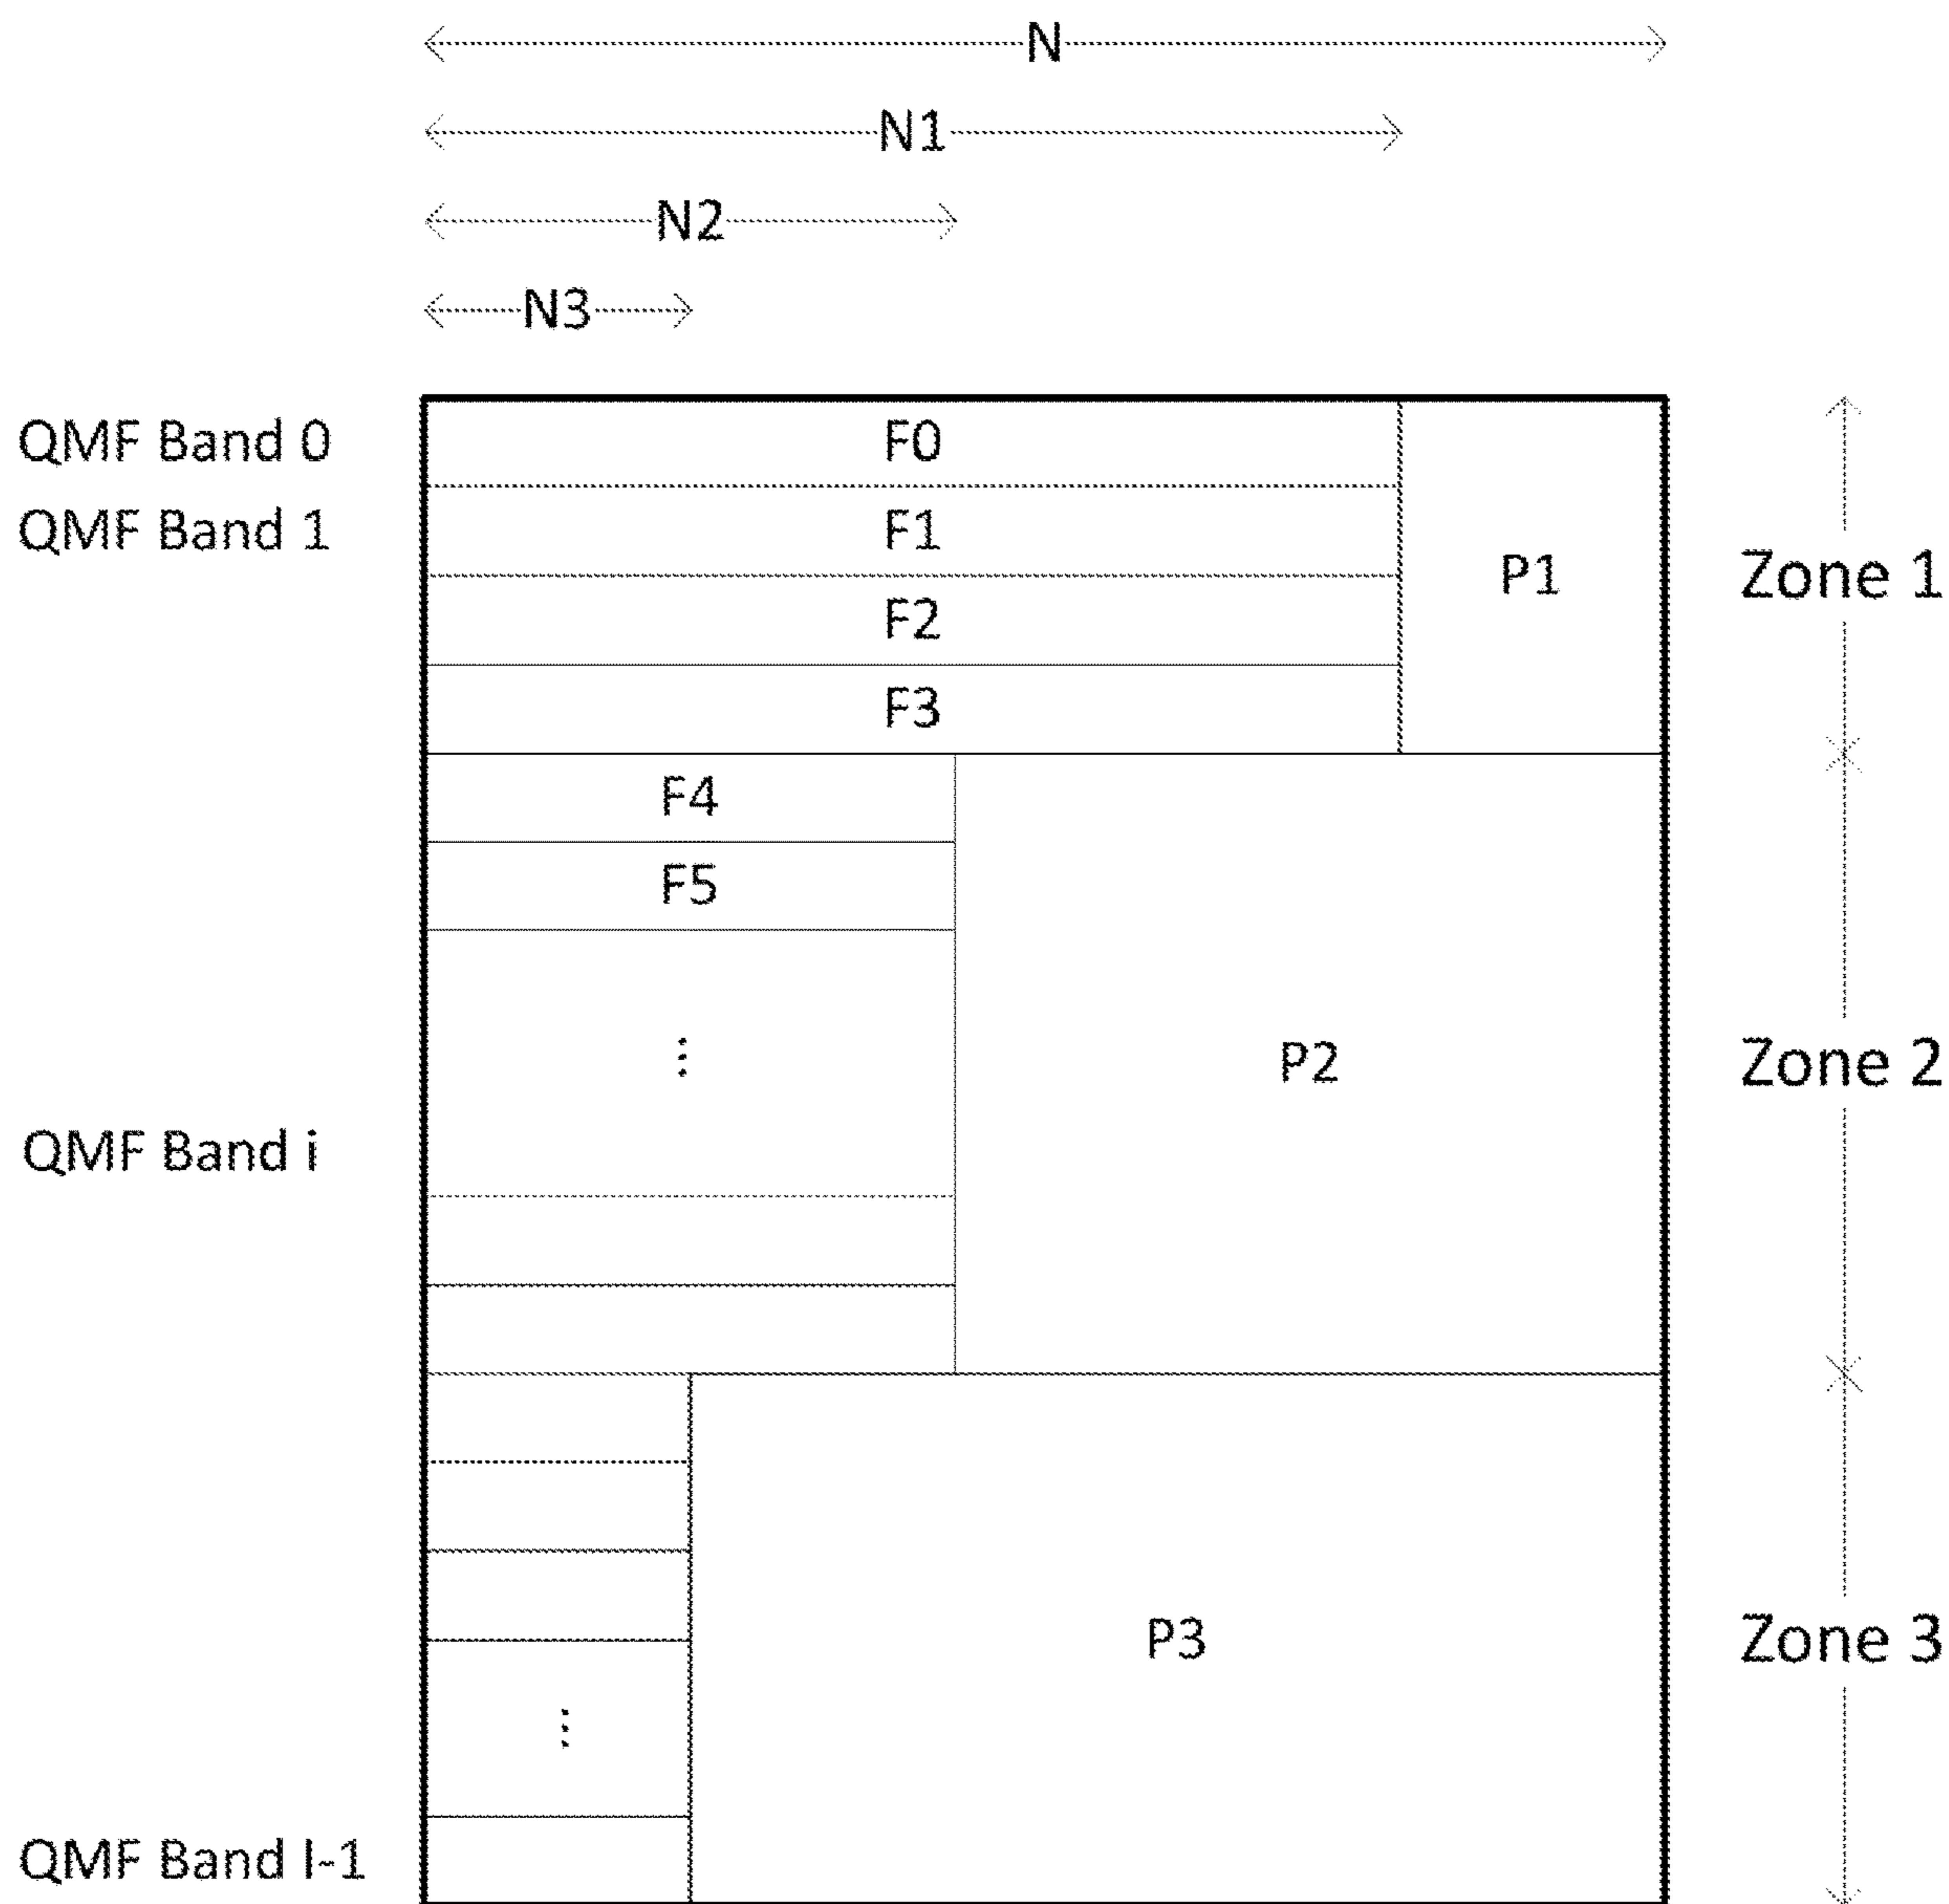 N
N1
N2
N3
QMF Band 0
F0
QMF Band 1
F1
P1
Zone 1
F2
F3
F4
F5
⋮
P2
Zone 2
QMF Band i
P3
Zone 3
⋮
QMF Band I-1